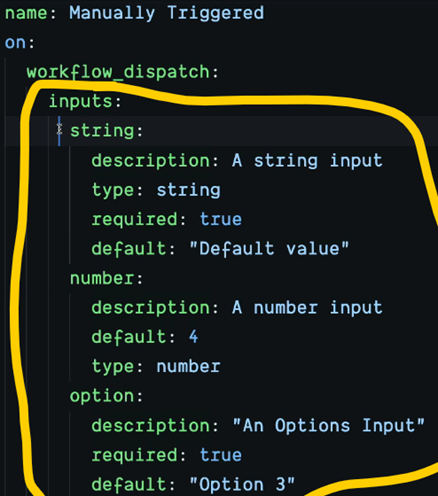 name: Manually Triggered
on:
  workflow_dispatch:
    inputs:
      string:
        description: A string input
        type: string
        required: true
        default: "Default value"
      number:
        description: A number input
        default: 4
        type: number
      option:
        description: "An Options Input"
        required: true
        default: "Option 3"